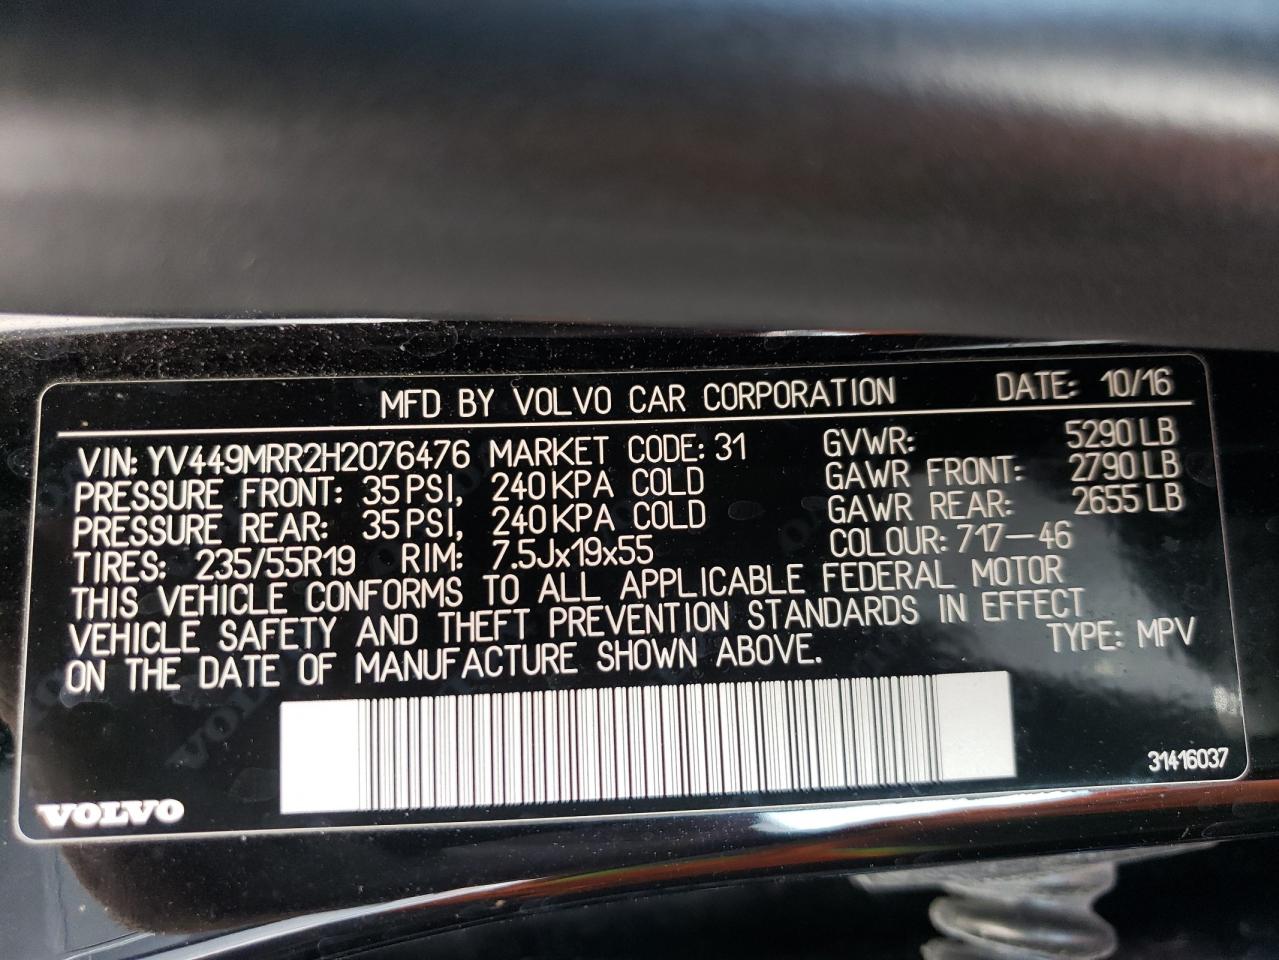 MFD BY VOLVO CAR CORPORATION DATE: 10/16
VIN: YV449MRR2H2076476 MARKET CODE: 31 GVWR: 5290 LB
PRESSURE FRONT: 35 PSI, 240 KPA COLD GAWR FRONT: 2790 LB
PRESSURE REAR: 35 PSI, 240 KPA COLD GAWR REAR: 2655 LB
TIRES: 235/55R19 RIM: 7.5Jx19x55 COLOUR: 717-46
THIS VEHICLE CONFORMS TO ALL APPLICABLE FEDERAL MOTOR
VEHICLE SAFETY AND THEFT PREVENTION STANDARDS IN EFFECT
ON THE DATE OF MANUFACTURE SHOWN ABOVE. TYPE: MPV
31416037
VOLVO